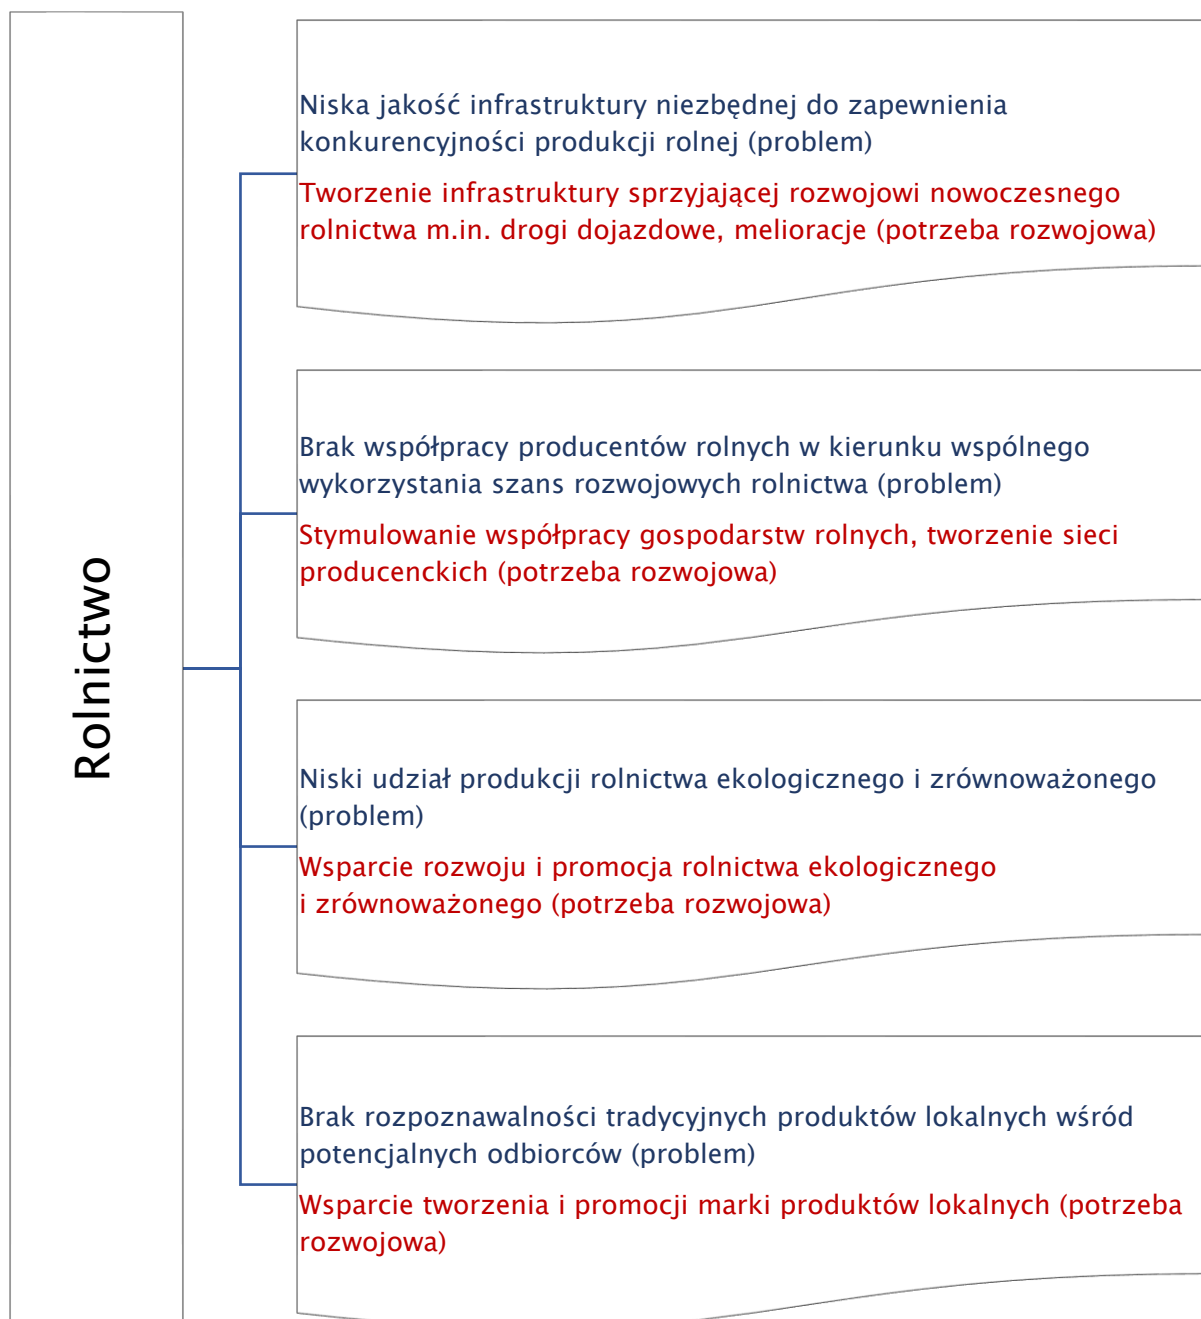 Rolnictwo
Niska jakość infrastruktury niezbędnej do zapewnienia
konkurencyjności produkcji rolnej (problem)
Tworzenie infrastruktury sprzyjającej rozwojowi nowoczesnego
rolnictwa m.in. drogi dojazdowe, melioracje (potrzeba rozwojowa)
Brak współpracy producentów rolnych w kierunku wspólnego
wykorzystania szans rozwojowych rolnictwa (problem)
Stymulowanie współpracy gospodarstw rolnych, tworzenie sieci
producenckich (potrzeba rozwojowa)
Niski udział produkcji rolnictwa ekologicznego i zrównoważonego
(problem)
Wsparcie rozwoju i promocja rolnictwa ekologicznego
i zrównoważonego (potrzeba rozwojowa)
Brak rozpoznawalności tradycyjnych produktów lokalnych wśród
potencjalnych odbiorców (problem)
Wsparcie tworzenia i promocji marki produktów lokalnych (potrzeba
rozwojowa)